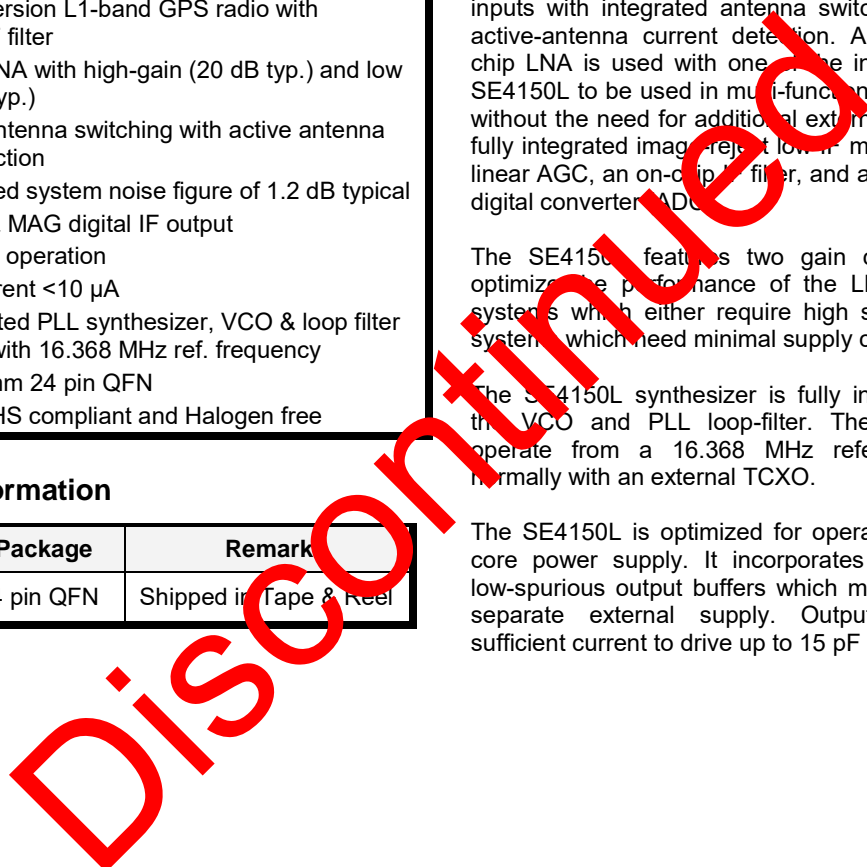 ersion L1-band GPS radio with
filter
NA with high-gain (20 dB typ.) and low
yp.)
ntenna switching with active antenna
ction
ed system noise figure of 1.2 dB typical
MAG digital IF output
operation
rent <10 µA
ted PLL synthesizer, VCO & loop filter
with 16.368 MHz ref. frequency
m 24 pin QFN
HS compliant and Halogen free
ormation
Package Remark
pin QFN Shipped in Tape & Reel
inputs with integrated antenna switc
active-antenna current detection. A
chip LNA is used with one of the in
SE4150L to be used in multi-function
without the need for additional extern
fully integrated image-reject low-IF m
linear AGC, an on-chip IF filter, and a
digital converter (ADC
The SE4150L features two gain
optimize the performance of the L
systems which either require high s
systems which need minimal supply c
The SE4150L synthesizer is fully in
the VCO and PLL loop-filter. The
operate from a 16.368 MHz refe
normally with an external TCXO.
The SE4150L is optimized for opera
core power supply. It incorporates
low-spurious output buffers which m
separate external supply. Output
sufficient current to drive up to 15 pF
Discontinued